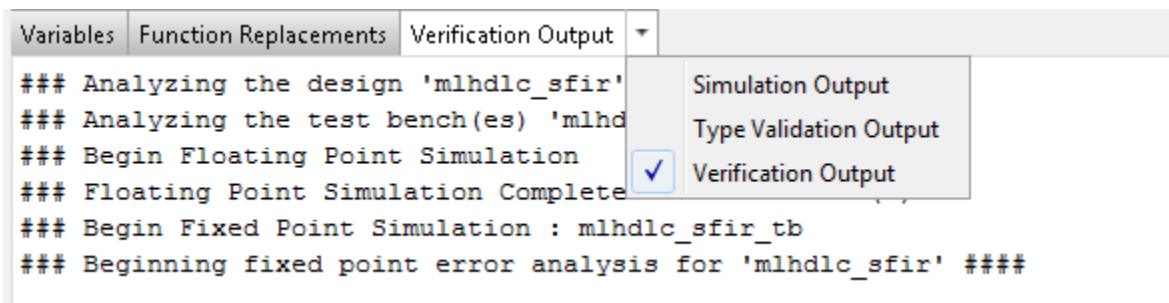 Variables Function Replacements Verification Output
### Analyzing the design 'mlhdlc_sfir'
Simulation Output
### Analyzing the test bench(es) 'mlhd
Type Validation Output
### Begin Floating Point Simulation
Verification Output
### Floating Point Simulation Complete
### Begin Fixed Point Simulation : mlhdlc_sfir_tb
### Beginning fixed point error analysis for 'mlhdlc_sfir' ####